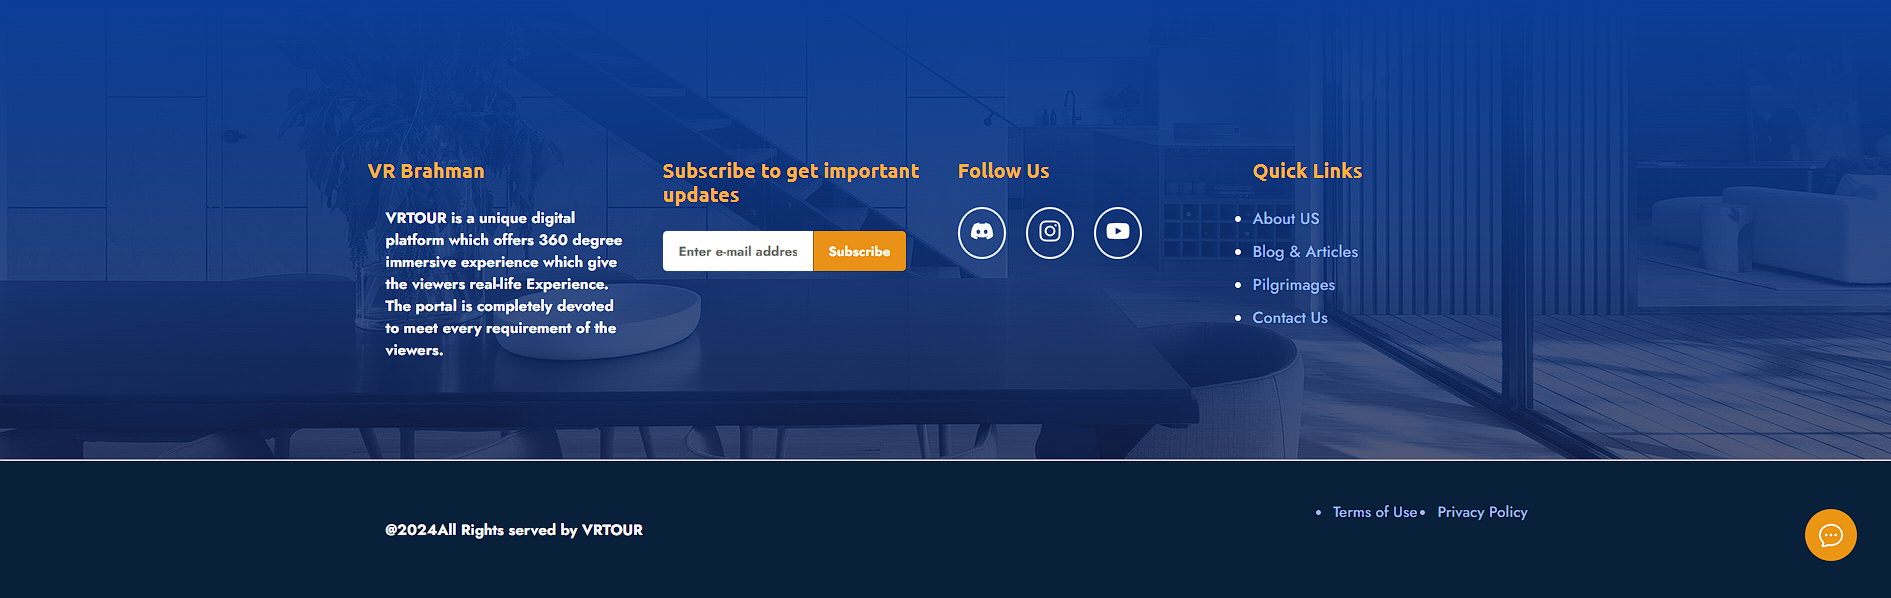 VR Brahman
VRTOUR is a unique digital
platform which offers 360 degree
immersive experience which give
the viewers real-life Experience.
The portal is completely devoted
to meet every requirement of the
viewers.
Subscribe to get important
updates
Enter e-mail addres
Subscribe
Follow Us
Quick Links
About US
Blog & Articles
Pilgrimages
Contact Us
@2024All Rights served by VRTOUR
Terms of Use
Privacy Policy